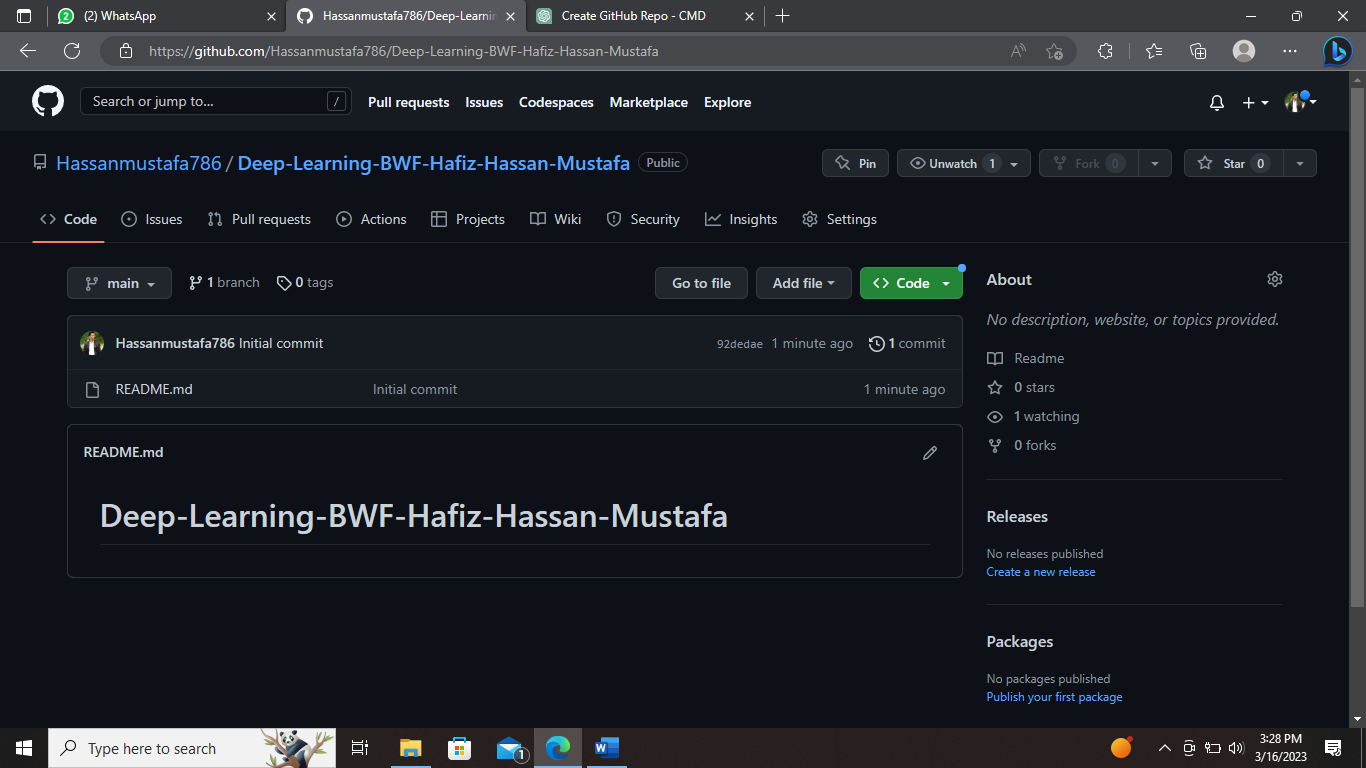 (2) WhatsApp
Hassanmustafa786/Deep-Learnin
Create GitHub Repo - CMD
https://github.com/Hassanmustafa786/Deep-Learning-BWF-Hafiz-Hassan-Mustafa
Search or jump to... /
Pull requests Issues Codespaces Marketplace Explore
Hassanmustafa786 / Deep-Learning-BWF-Hafiz-Hassan-Mustafa Public
Pin Unwatch 1 Fork 0 Star 0
Code Issues Pull requests Actions Projects Wiki Security Insights Settings
main 1 branch 0 tags Go to file Add file Code
Hassanmustafa786 Initial commit 92dedae 1 minute ago 1 commit
README.md Initial commit 1 minute ago
README.md
Deep-Learning-BWF-Hafiz-Hassan-Mustafa
About
No description, website, or topics provided.
Readme
0 stars
1 watching
0 forks
Releases
No releases published
Create a new release
Packages
No packages published
Publish your first package
Type here to search
1
3:28 PM
3/16/2023